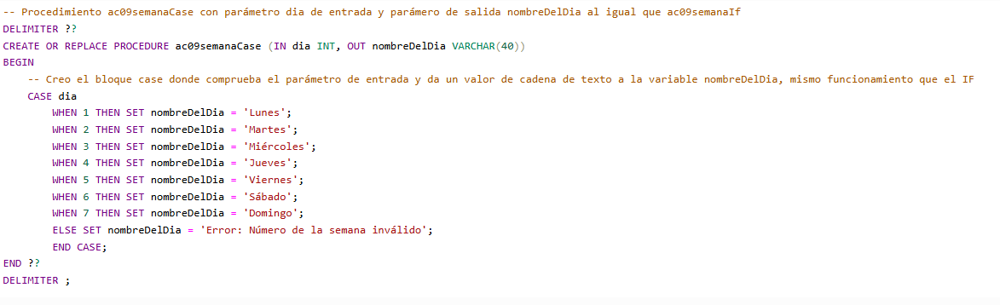 -- Procedimiento ac09semanaCase con parámetro dia de entrada y parámero de salida nombreDelDia al igual que ac09semanaIf
DELIMITER ??
CREATE OR REPLACE PROCEDURE ac09semanaCase (IN dia INT, OUT nombreDelDia VARCHAR(40))
BEGIN
    -- Creo el bloque case donde comprueba el parámetro de entrada y da un valor de cadena de texto a la variable nombreDelDia, mismo funcionamiento que el IF
    CASE dia
        WHEN 1 THEN SET nombreDelDia = 'Lunes';
        WHEN 2 THEN SET nombreDelDia = 'Martes';
        WHEN 3 THEN SET nombreDelDia = 'Miércoles';
        WHEN 4 THEN SET nombreDelDia = 'Jueves';
        WHEN 5 THEN SET nombreDelDia = 'Viernes';
        WHEN 6 THEN SET nombreDelDia = 'Sábado';
        WHEN 7 THEN SET nombreDelDia = 'Domingo';
        ELSE SET nombreDelDia = 'Error: Número de la semana inválido';
        END CASE;
END ??
DELIMITER ;